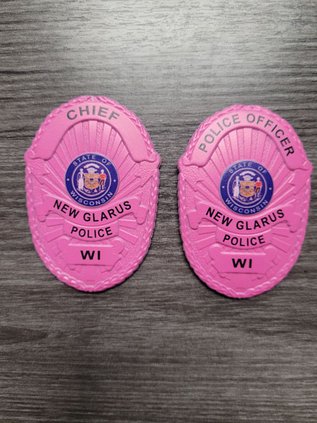 CHIEF
STATE OF
WISCONSIN
NEW GLARUS
POLICE
WI
POLICE OFFICER
STATE OF
WISCONSIN
NEW GLARUS
POLICE
WI